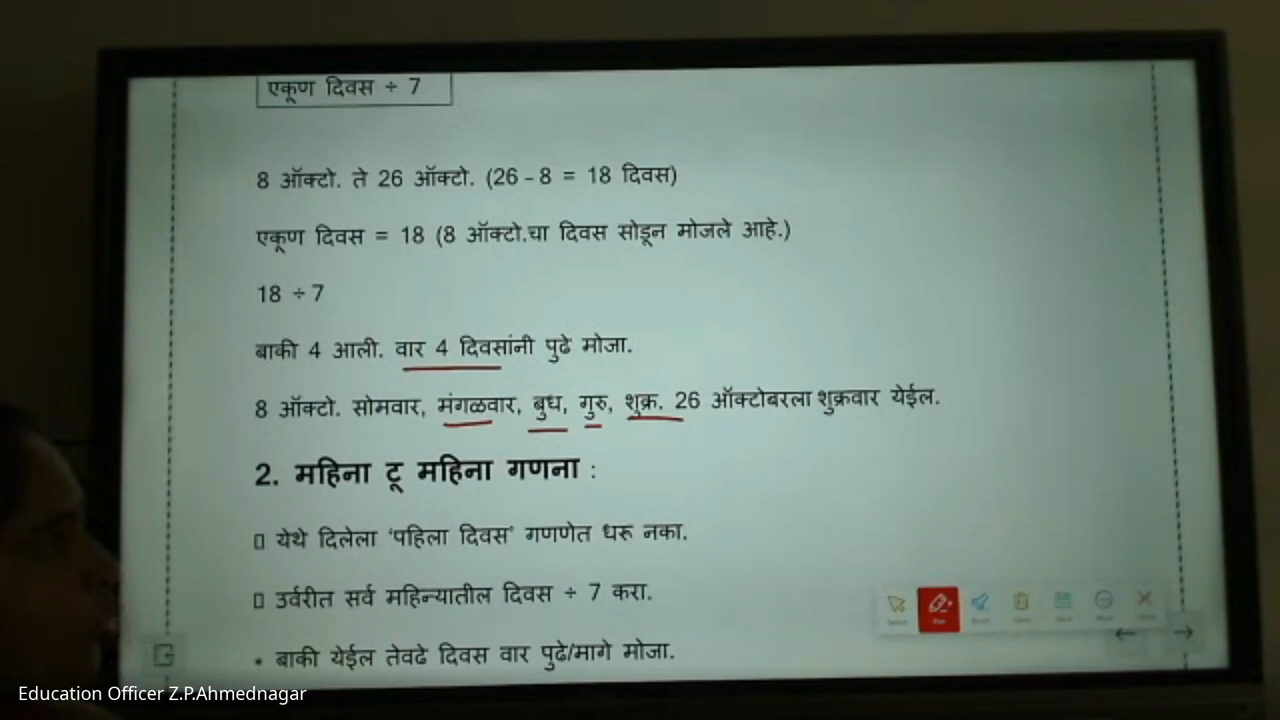 एकूण दिवस ÷ 7
8 ऑक्टो. ते 26 ऑक्टो. (26 - 8 = 18 दिवस)
एकूण दिवस = 18 (8 ऑक्टो.चा दिवस सोडून मोजले आहे.)
18 ÷ 7
बाकी 4 आली. वार 4 दिवसांनी पुढे मोजा.
8 ऑक्टो. सोमवार, मंगळवार, बुध, गुरु, शुक्र. 26 ऑक्टोबरला शुक्रवार येईल.
2. महिना टू महिना गणना :
येथे दिलेला 'पहिला दिवस' गणणेत धरू नका.
उर्वरीत सर्व महिन्यातील दिवस ÷ 7 करा.
• बाकी येईल तेवढे दिवस वार पुढे/मागे मोजा.
Education Officer Z.P.Ahmednagar